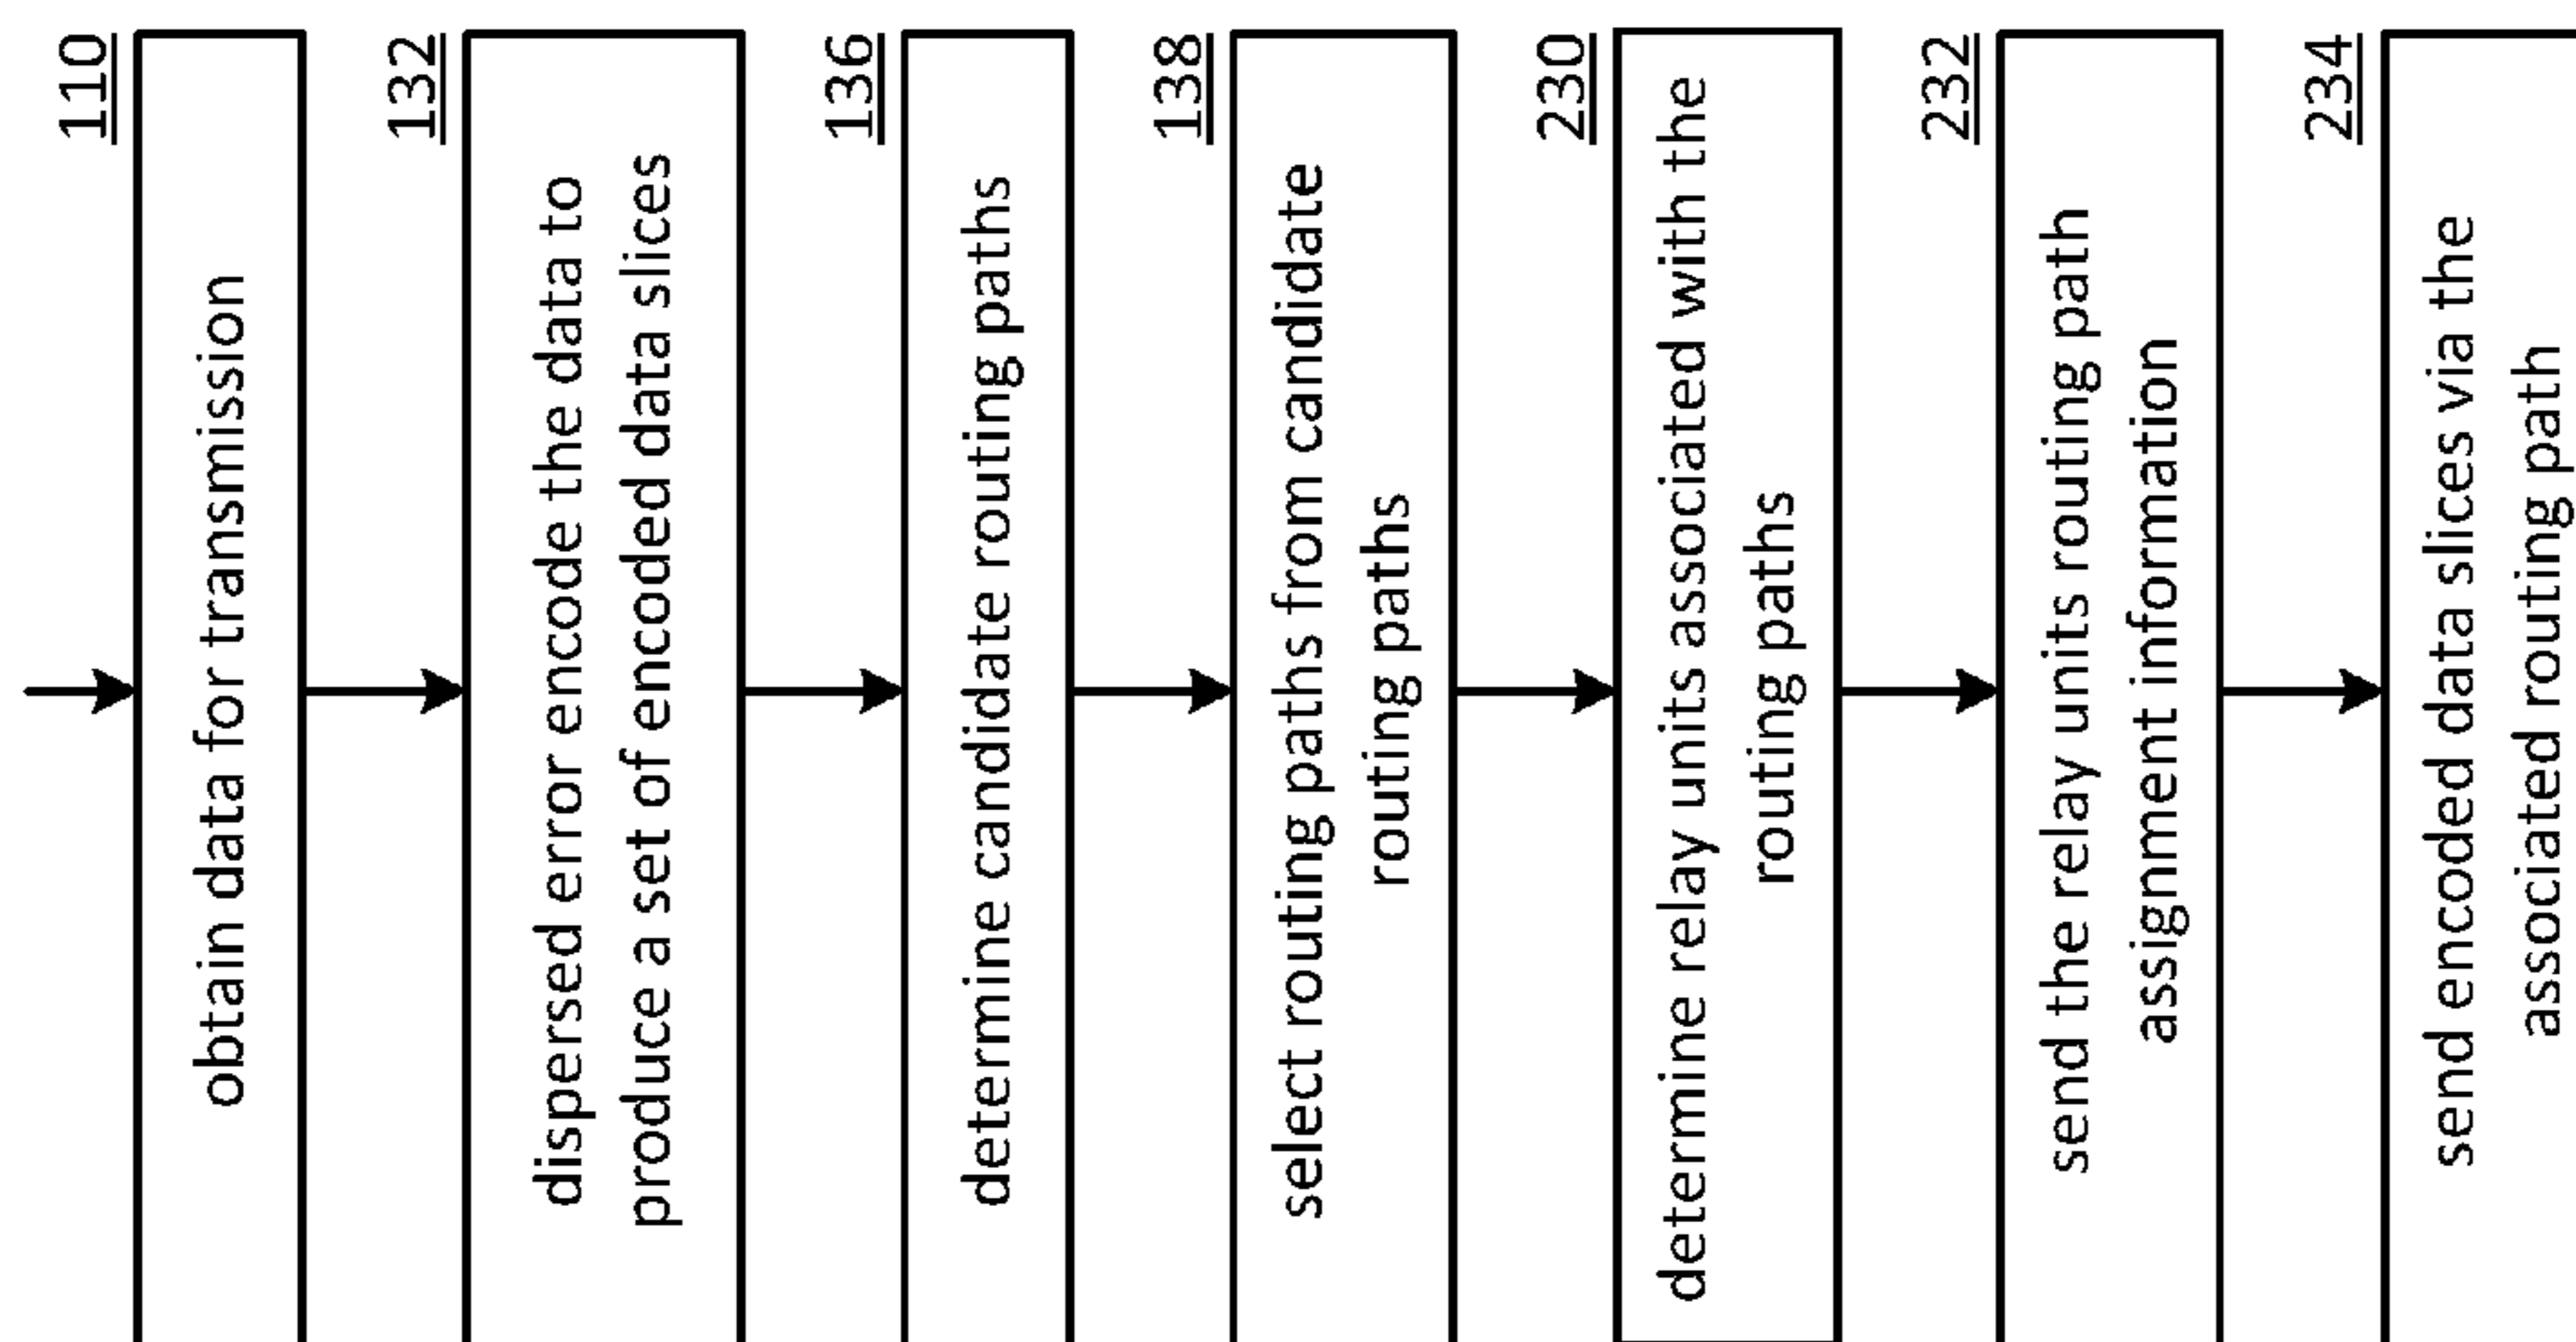 110
obtain data for transmission
132
dispersed error encode the data to
produce a set of encoded data slices
136
determine candidate routing paths
138
select routing paths from candidate
routing paths
230
determine relay units associated with the
routing paths
232
send the relay units routing path
assignment information
234
send encoded data slices via the
associated routing path